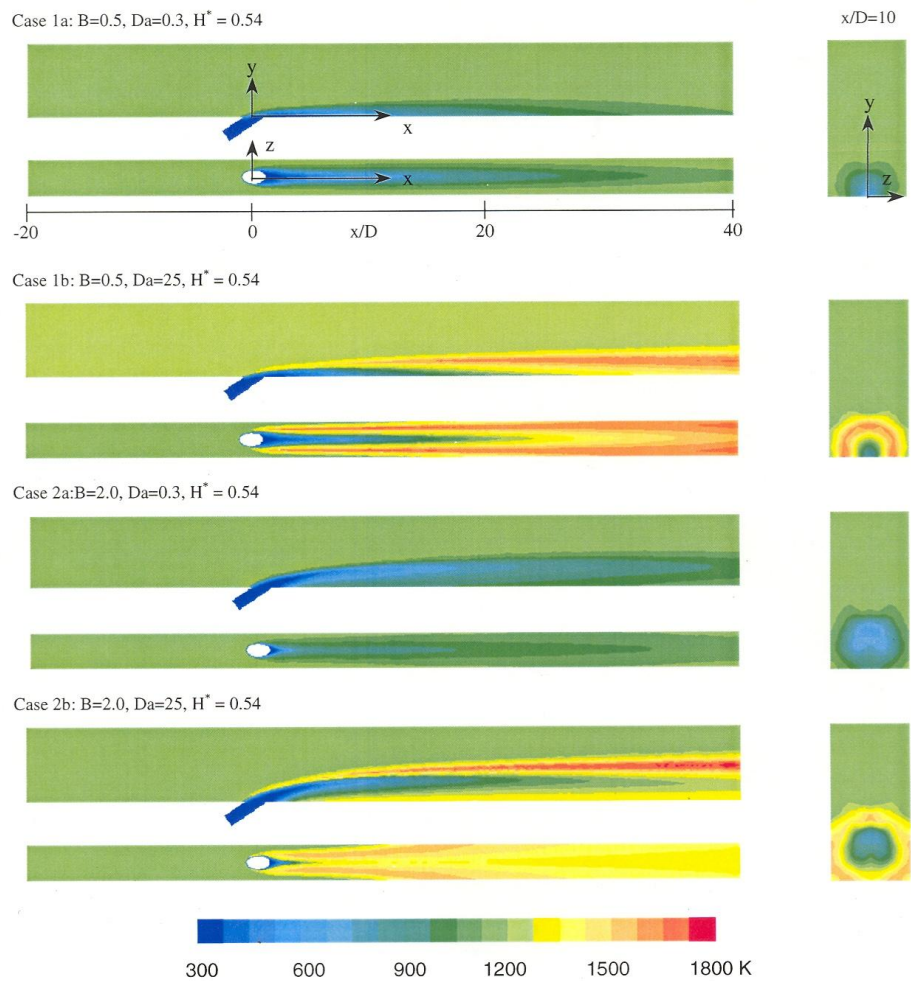 Case 1a: B=0.5, Da=0.3, H* = 0.54
x/D=10
y
x
z
x
y
z
-20
0
x/D
20
40
Case 1b: B=0.5, Da=25, H* = 0.54
Case 2a:B=2.0, Da=0.3, H* = 0.54
Case 2b: B=2.0, Da=25, H* = 0.54
300 600 900 1200 1500 1800 K